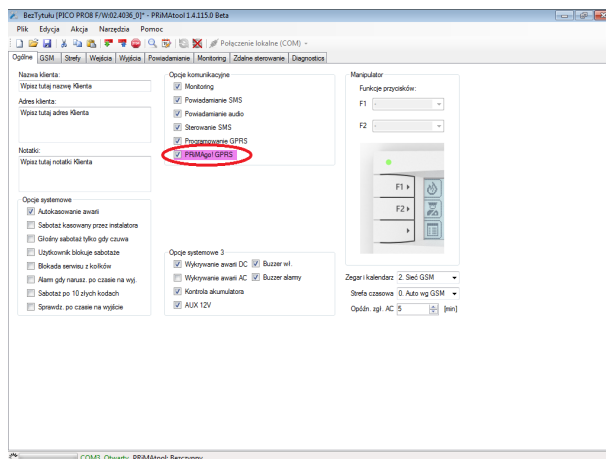 BezTytułu [PICO PRO8 F/W:02.4036_0]* - PRiMAtool 1.4.115.0 Beta
Plik Edycja Akcja Narzędzia Pomoc
Połączenie lokalne (COM)
Ogólne GSM Strefy Wejścia Wyjścia Powiadamianie Monitoring Zdalne sterowanie Diagnostics
Nazwa klienta:
Wpisz tutaj nazwę Klienta
Adres klienta:
Wpisz tutaj adres Klienta
Notatki:
Wpisz tutaj notatki Klienta
Opcje systemowe
Autokasowanie awarii
Sabotaż kasowany przez instalatora
Głośny sabotaż tylko gdy czuwa
Użytkownik blokuje sabotaże
Blokada serwisu z kołków
Alarm gdy narusz. po czasie na wyj.
Sabotaż po 10 złych kodach
Sprawdz. po czasie na wyjście
Opcje komunikacyjne
Monitoring
Powiadamianie SMS
Powiadamianie audio
Sterowanie SMS
Programowanie GPRS
PRiMAgo! GPRS
Opcje systemowe 3
Wykrywanie awarii DC Buzzer wł.
Wykrywanie awarii AC Buzzer alarmy
Kontrola akumulatora
AUX 12V
Manipulator
Funkcje przycisków:
F1
F2
F1
F2
Zegar i kalendarz 2. Sieć GSM
Strefa czasowa 0. Auto wg GSM
Opóźn. zgł. AC 5 [min]
COM3 Otwarty PRiMAtool: Bezczynny